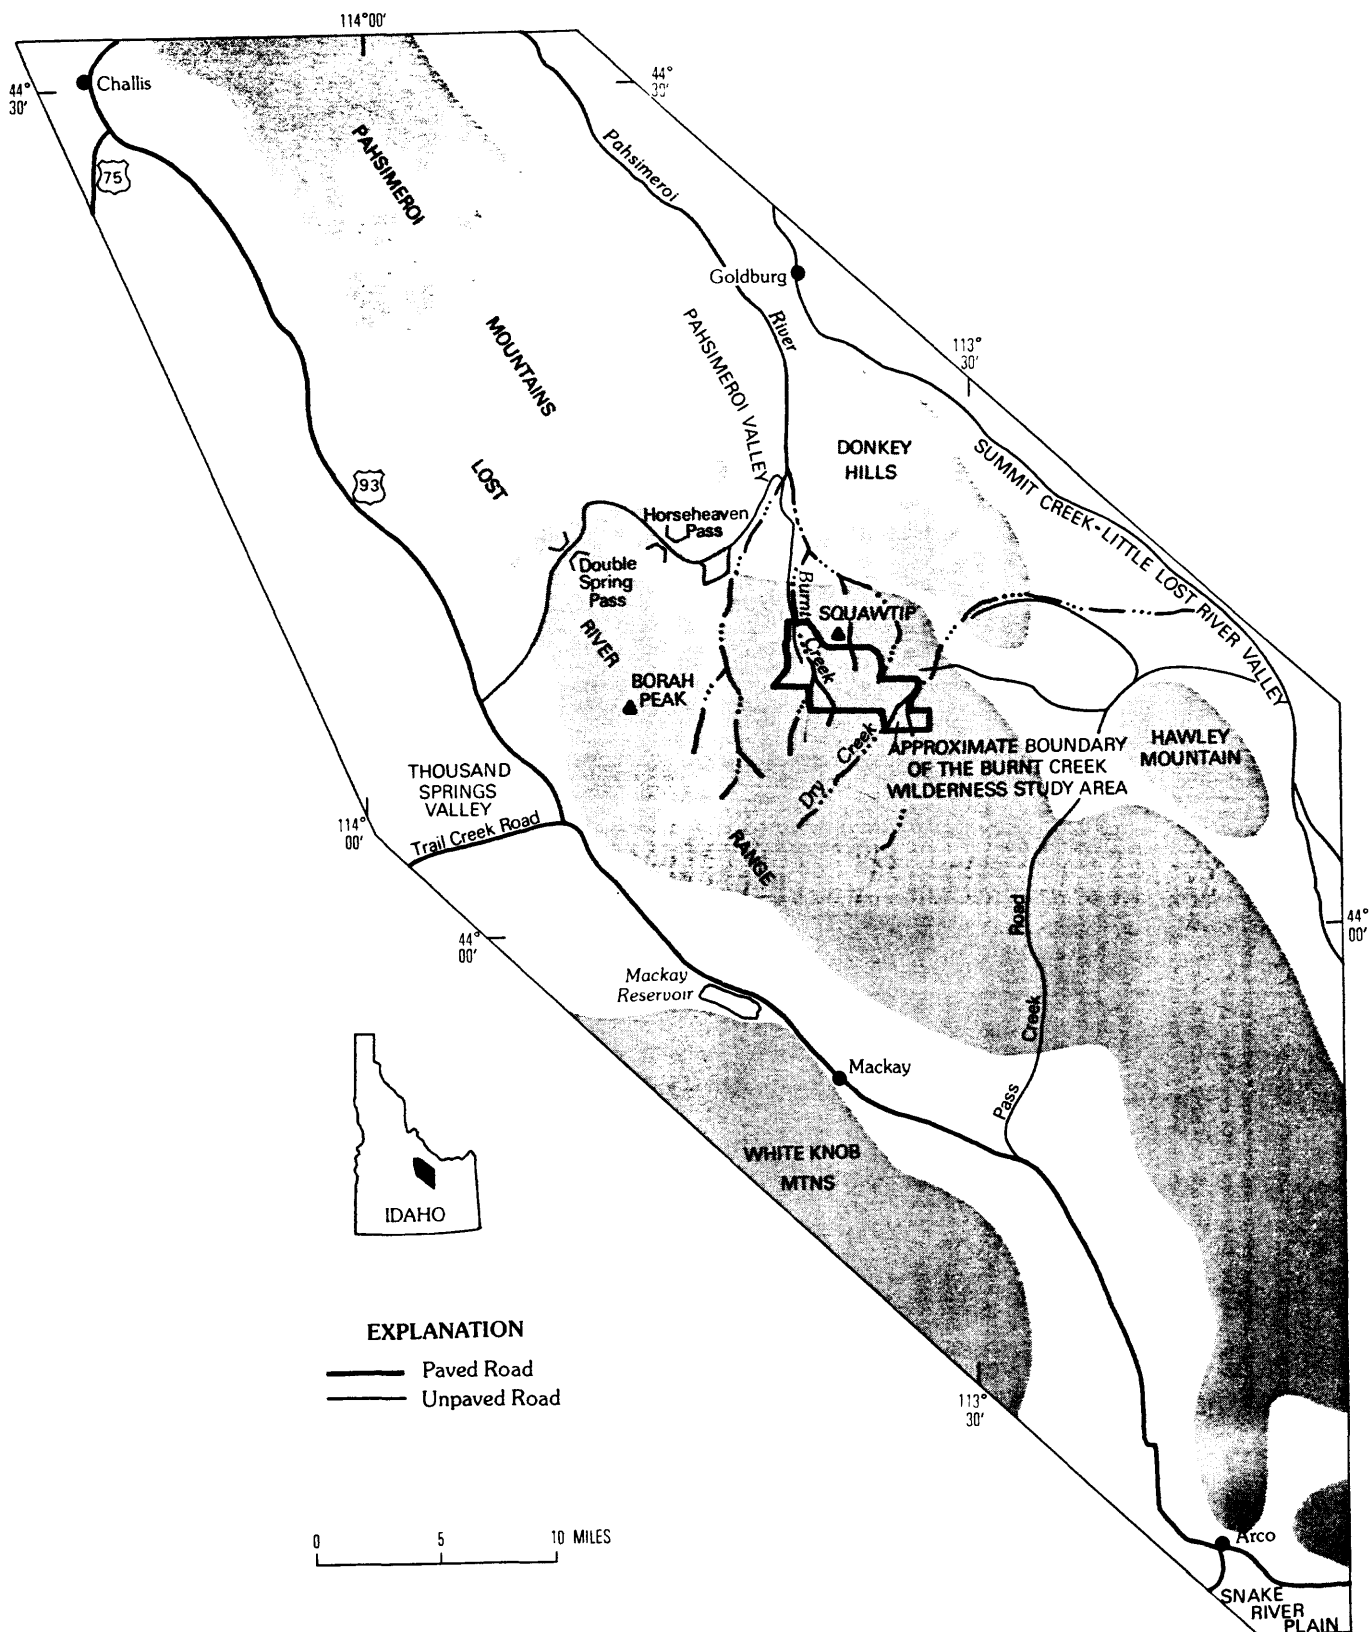 114°00'
Challis
44°
30'
44°
30'
75
PAHSIMEROI
Pahsimeroi
Goldburg
River
PAHSIMEROI VALLEY
MOUNTAINS
113°
30'
DONKEY
HILLS
SUMMIT CREEK-LITTLE LOST RIVER VALLEY
93
LOST
Horseheaven
Pass
Double
Spring
Pass
Burnt
Creek
SQUAWTIP
RIVER
BORAH
PEAK
Dry Creek
APPROXIMATE BOUNDARY
OF THE BURNT CREEK
WILDERNESS STUDY AREA
HAWLEY
MOUNTAIN
THOUSAND
SPRINGS
VALLEY
114°
00'
Trail Creek Road
RANGE
44°
00'
44°
00'
Mackay
Reservoir
Pass Creek Road
Mackay
WHITE KNOB
MTNS
IDAHO
113°
30'
EXPLANATION
Paved Road
Unpaved Road
0 5 10 MILES
Arco
SNAKE
RIVER
PLAIN